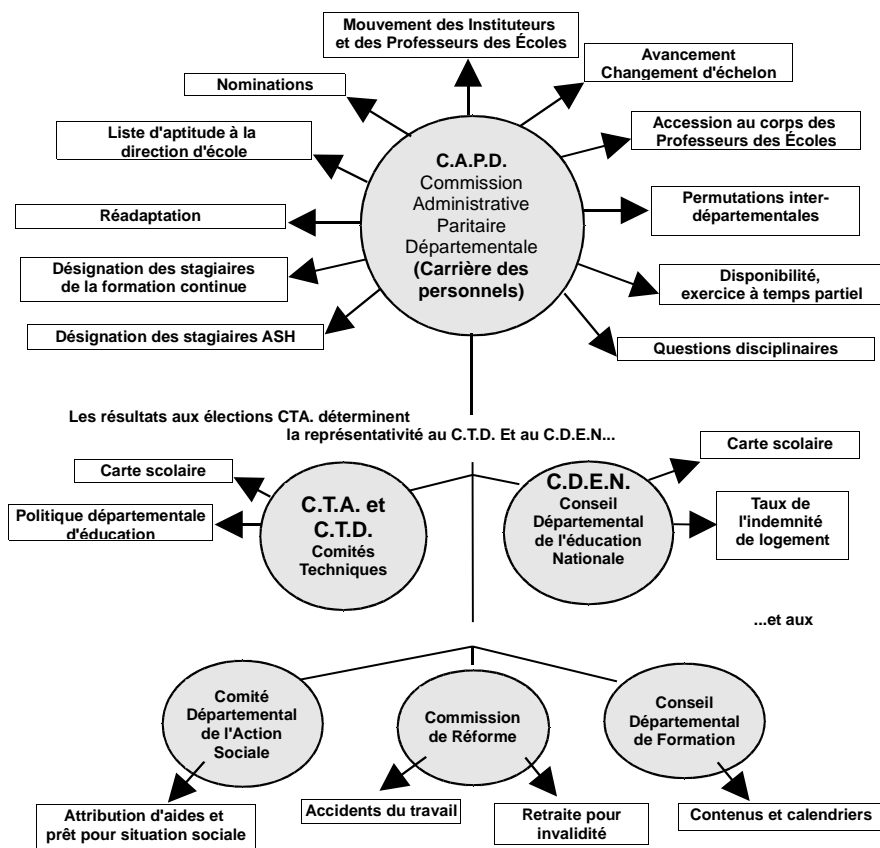 Mouvement des Instituteurs
et des Professeurs des Écoles
Avancement
Changement d'échelon
Nominations
Liste d'aptitude à la
direction d'école
Accession au corps des
Professeurs des Écoles
C.A.P.D.
Commission
Administrative
Paritaire
Départementale
(Carrière des
personnels)
Réadaptation
Permutations inter-
départementales
Désignation des stagiaires
de la formation continue
Disponibilité,
exercice à temps partiel
Désignation des stagiaires ASH
Questions disciplinaires
Les résultats aux élections CTA. déterminent
la représentativité au C.T.D. Et au C.D.E.N...
Carte scolaire
Politique départementale
d'éducation
C.T.A. et
C.T.D.
Comités
Techniques
C.D.E.N.
Conseil
Départemental
de l'éducation
Nationale
Carte scolaire
Taux de
l'indemnité
de logement
...et aux
Comité
Départemental
de l'Action
Sociale
Commission
de Réforme
Conseil
Départemental
de Formation
Attribution d'aides et
prêt pour situation sociale
Accidents du travail
Retraite pour
invalidité
Contenus et calendriers